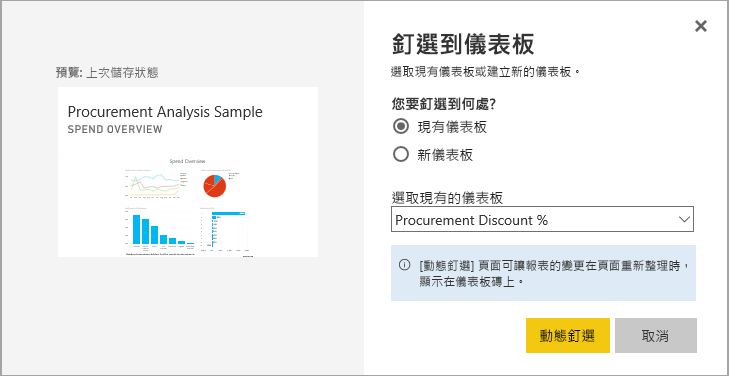 釘選到儀表板
選取現有儀表板或建立新的儀表板。
預覽: 上次儲存狀態
Procurement Analysis Sample
SPEND OVERVIEW
Spend Overview
您要釘選到何處?
現有儀表板
新儀表板
選取現有的儀表板
Procurement Discount %
[動態釘選] 頁面可讓報表的變更在頁面重新整理時，
顯示在儀表板磚上。
動態釘選
取消